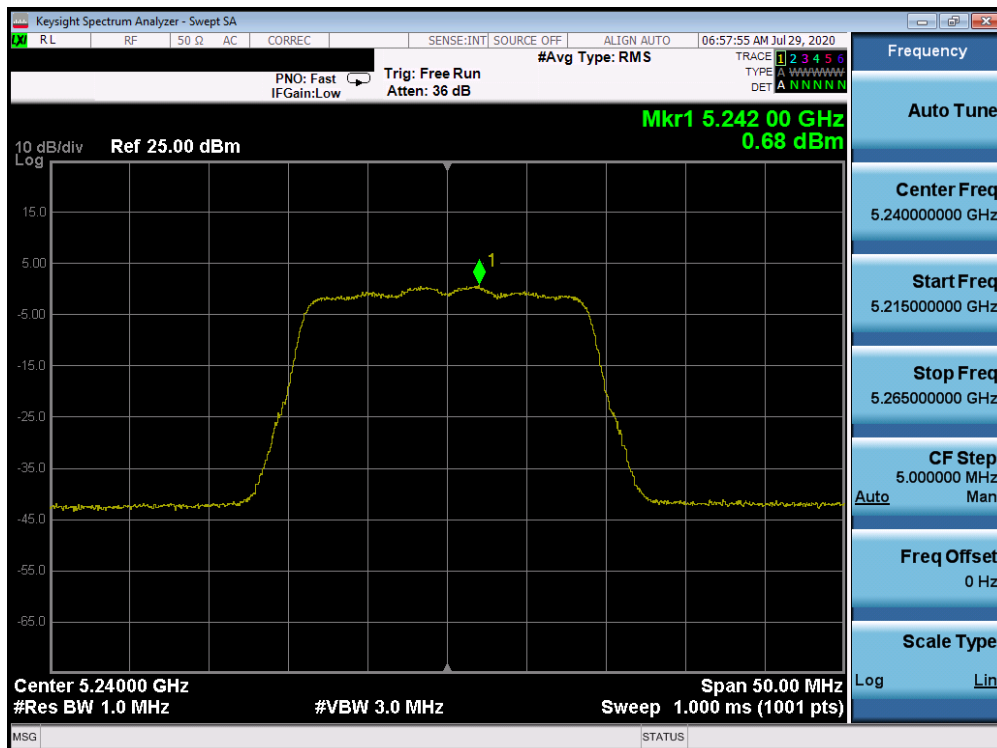 Keysight Spectrum Analyzer - Swept SA
LXI RL RF 50 Ω AC CORREC SENSE:INT SOURCE OFF ALIGN AUTO 06:57:55 AM Jul 29, 2020
PNO: Fast
IFGain:Low
Trig: Free Run
Atten: 36 dB
#Avg Type: RMS
TRACE 1 2 3 4 5 6
TYPE A WWWWW
DET A N N N N N
Mkr1 5.242 00 GHz
0.68 dBm
10 dB/div Ref 25.00 dBm
Log
15.0
5.00
-5.00
-15.0
-25.0
-35.0
-45.0
-55.0
-65.0
1
Center 5.24000 GHz
Span 50.00 MHz
#Res BW 1.0 MHz
#VBW 3.0 MHz
Sweep 1.000 ms (1001 pts)
MSG
STATUS
Frequency
Auto Tune
Center Freq
5.240000000 GHz
Start Freq
5.215000000 GHz
Stop Freq
5.265000000 GHz
CF Step
5.000000 MHz
Auto Man
Freq Offset
0 Hz
Scale Type
Log Lin